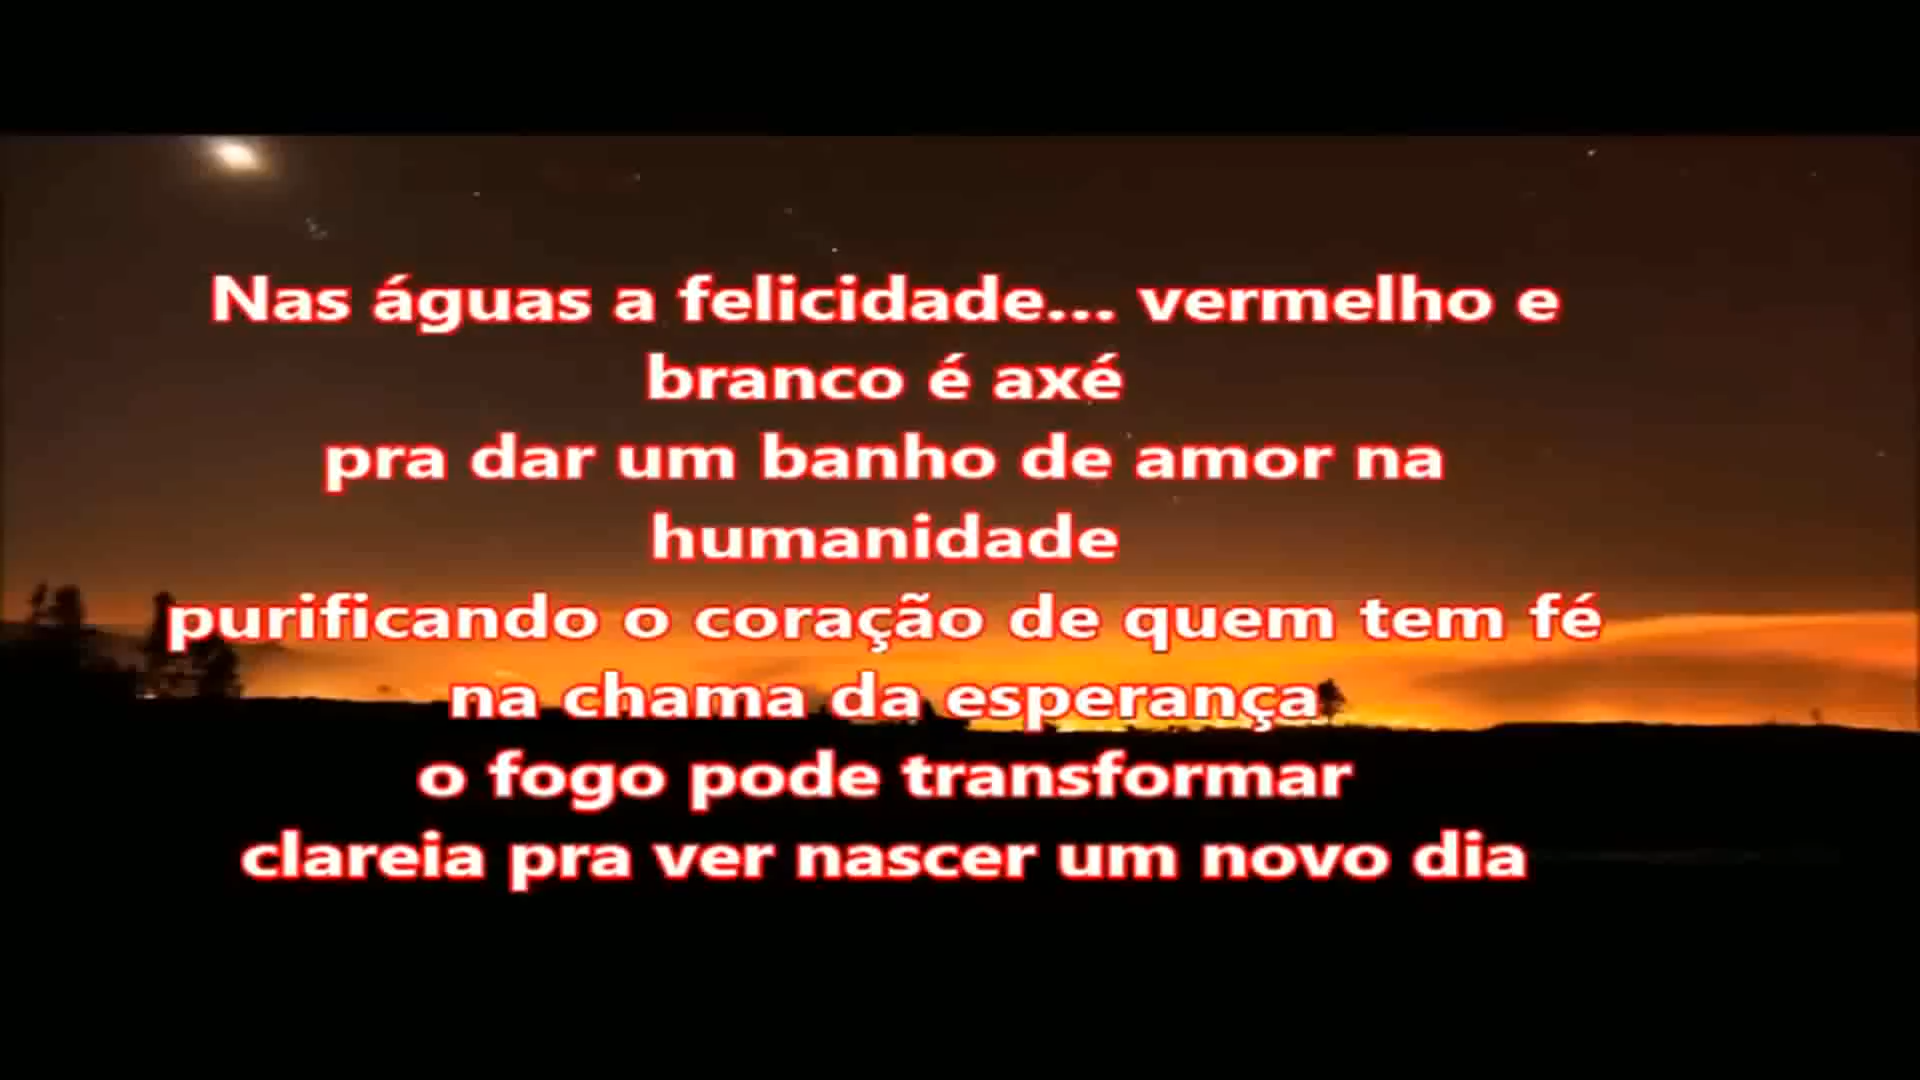 Nas águas a felicidade... vermelho e
branco é axé
pra dar um banho de amor na
humanidade
purificando o coração de quem tem fé
na chama da esperança
o fogo pode transformar
clareia pra ver nascer um novo dia